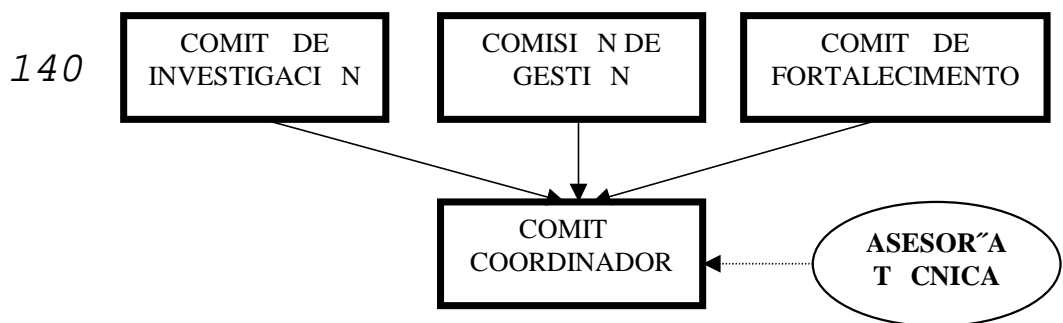 140
COMIT DE
INVESTIGACI N
COMISI N DE
GESTI N
COMIT DE
FORTALECIMENTO
COMIT
COORDINADOR
ASESOR˝A
T CNICA